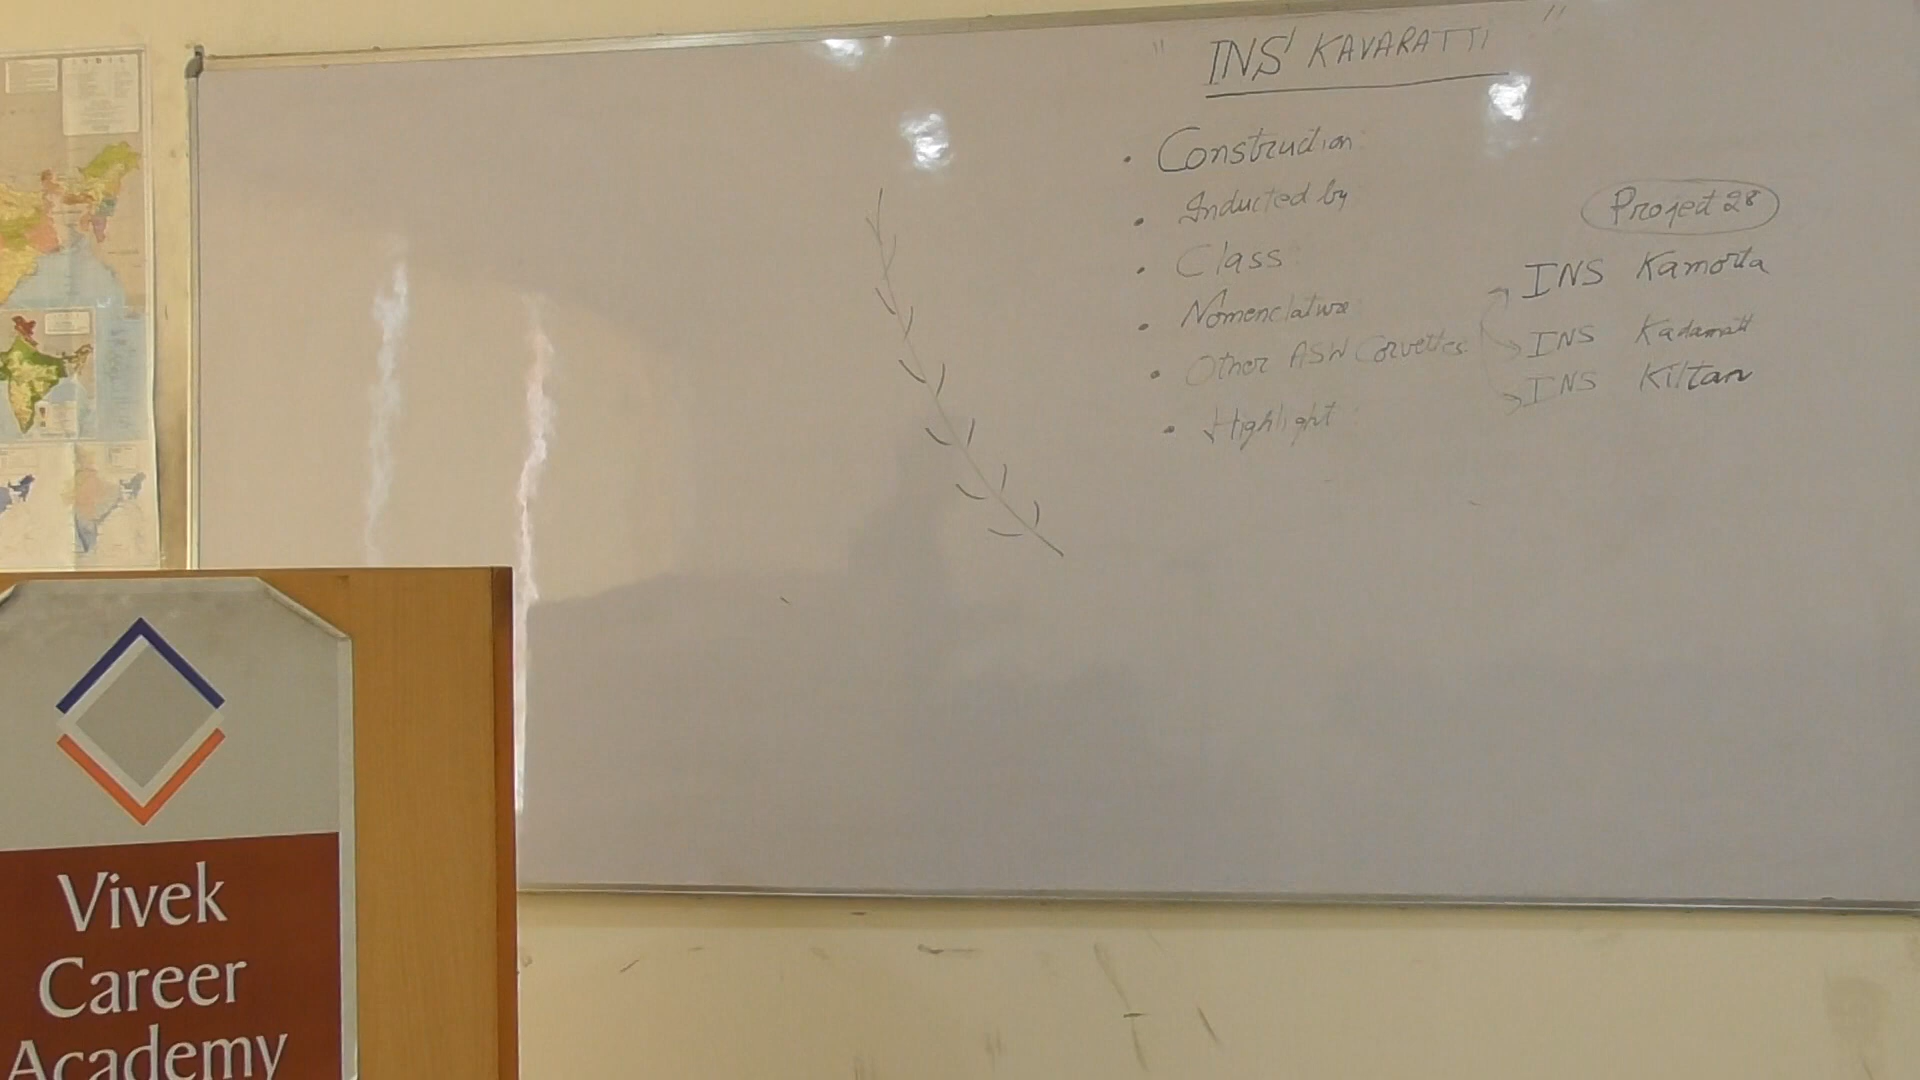 " INS KAVARATTI "
• Construction
• Inducted by
• Class
• Nomenclature
• Other ASW Corvettes
• Highlight
Project 28
INS Kamorta
INS Kadamatt
INS Kiltan
Vivek
Career
Academy